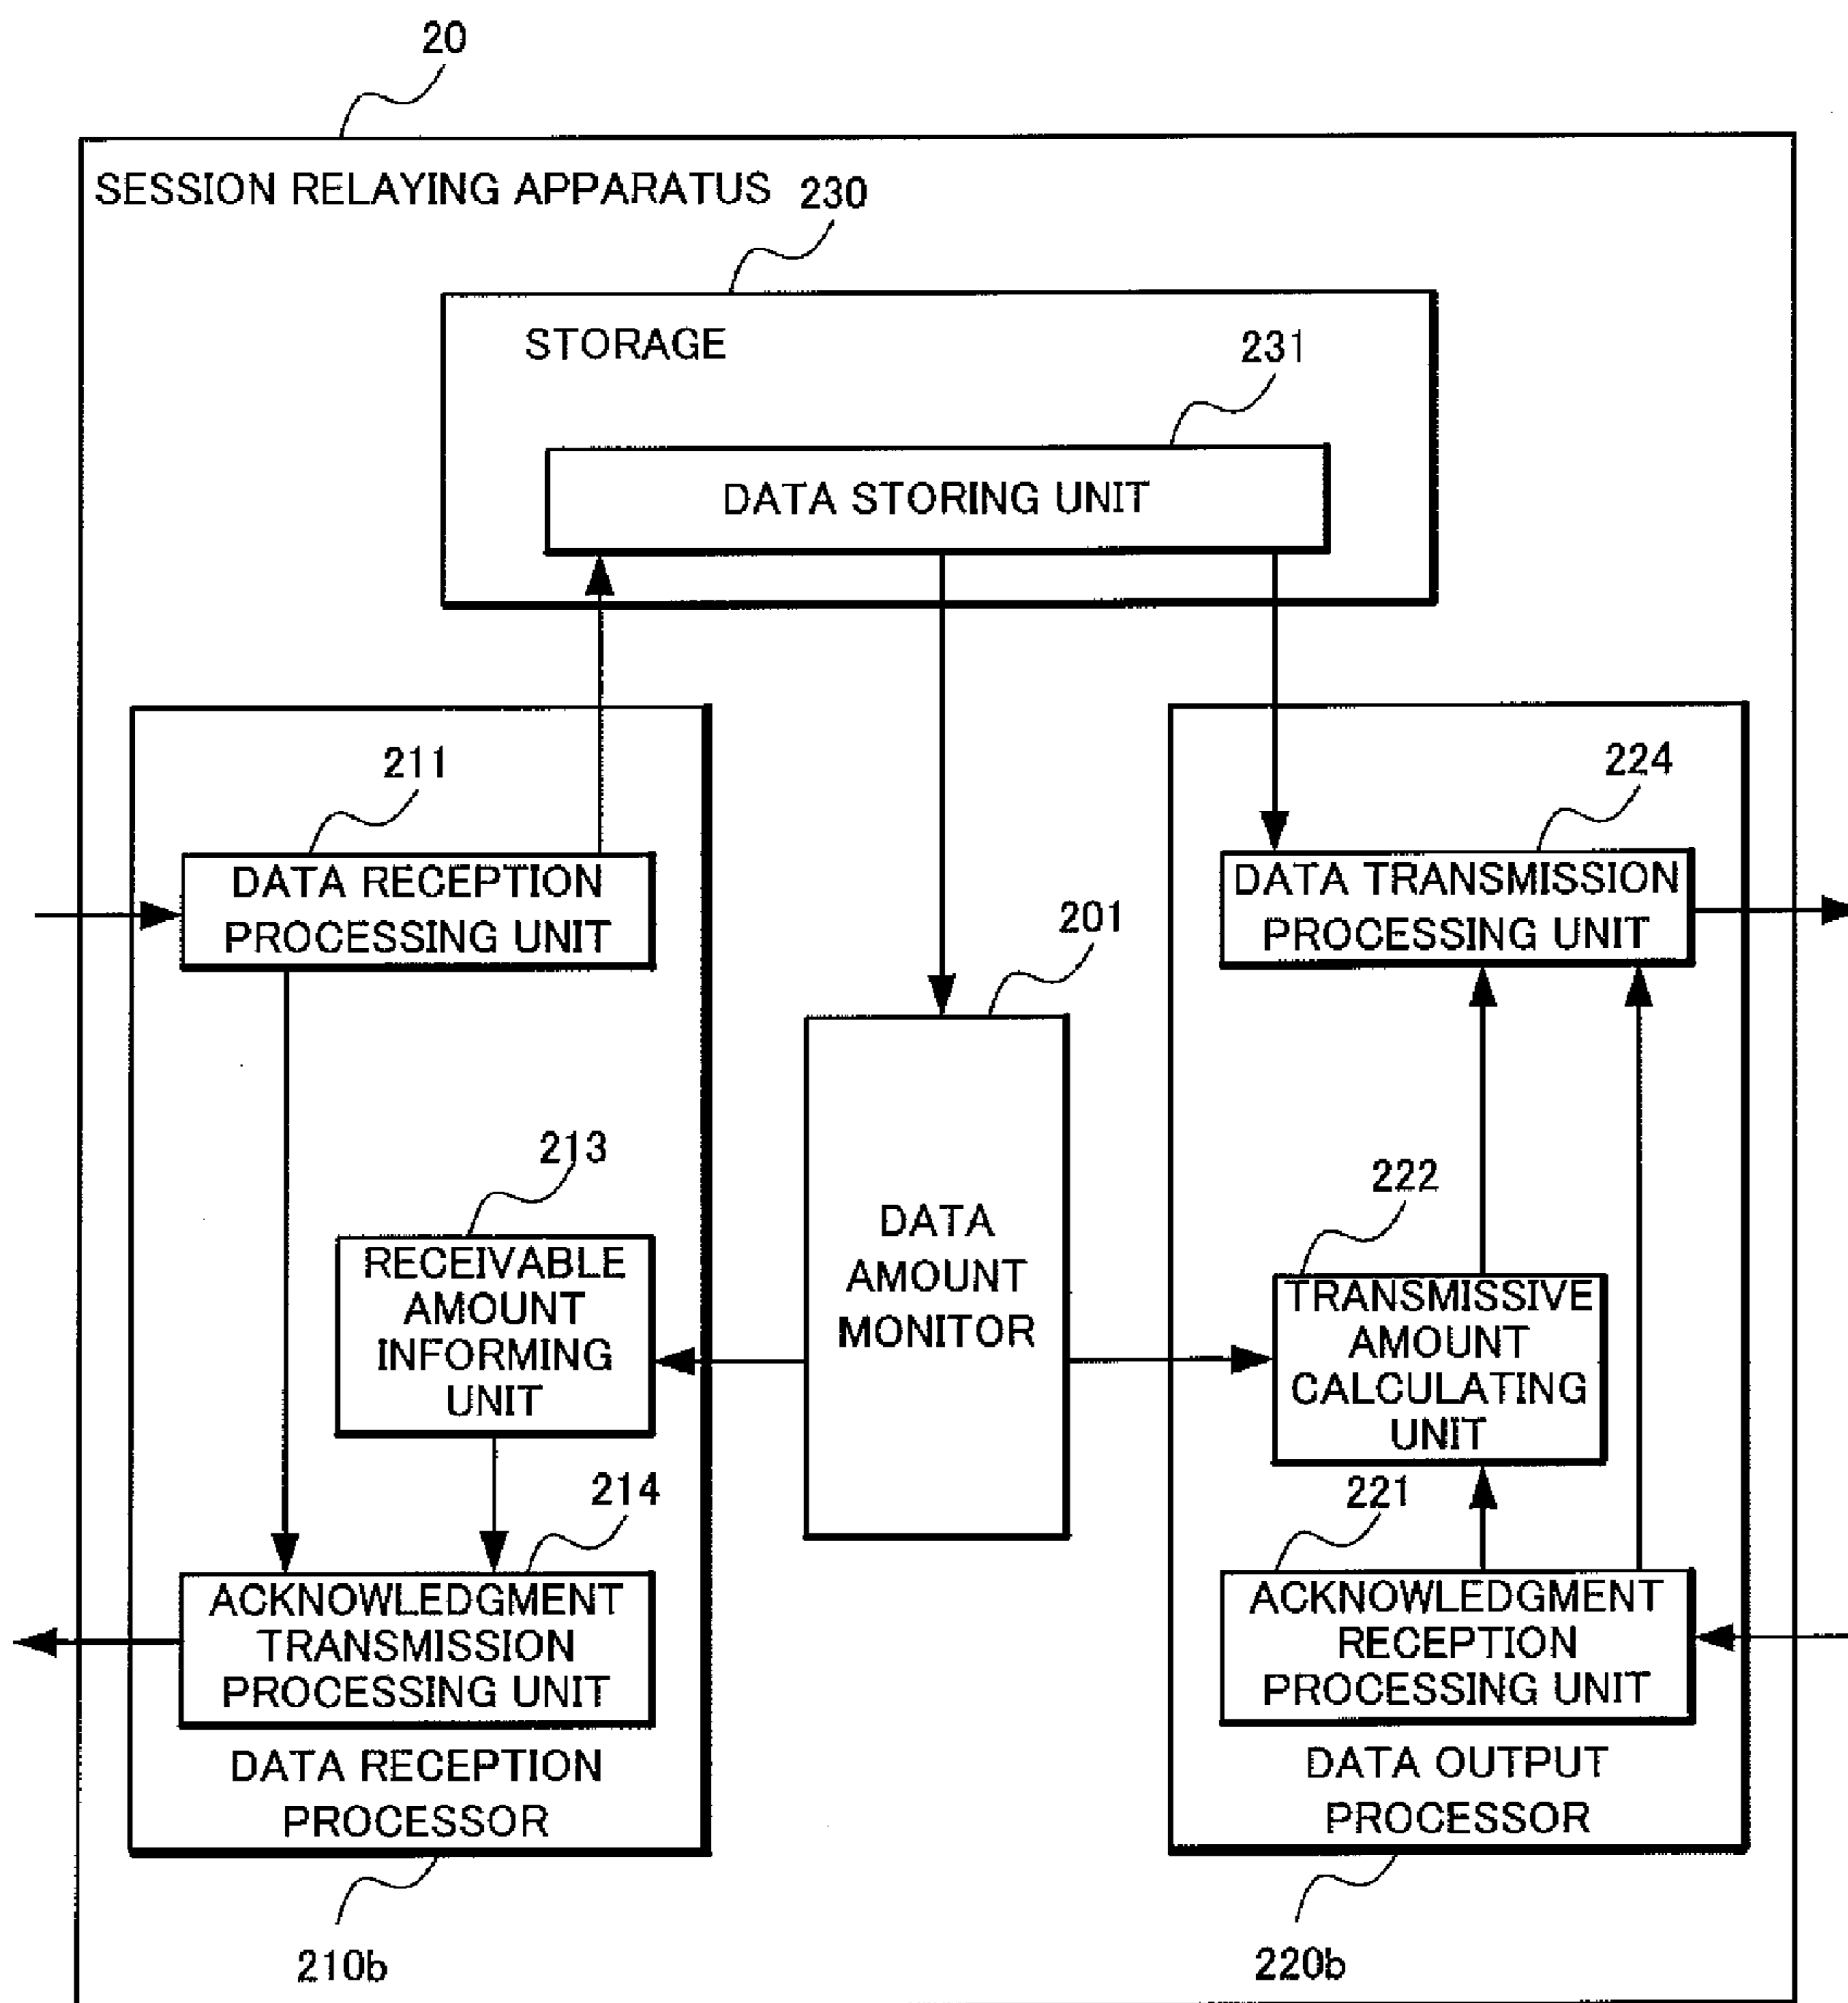 20
SESSION RELAYING APPARATUS
230
STORAGE
231
DATA STORING UNIT
211
DATA RECEPTION
PROCESSING UNIT
224
DATA TRANSMISSION
PROCESSING UNIT
201
DATA
AMOUNT
MONITOR
213
RECEIVABLE
AMOUNT
INFORMING
UNIT
222
TRANSMISSIVE
AMOUNT
CALCULATING
UNIT
214
ACKNOWLEDGMENT
TRANSMISSION
PROCESSING UNIT
221
ACKNOWLEDGMENT
RECEPTION
PROCESSING UNIT
DATA RECEPTION
PROCESSOR
DATA OUTPUT
PROCESSOR
210b
220b